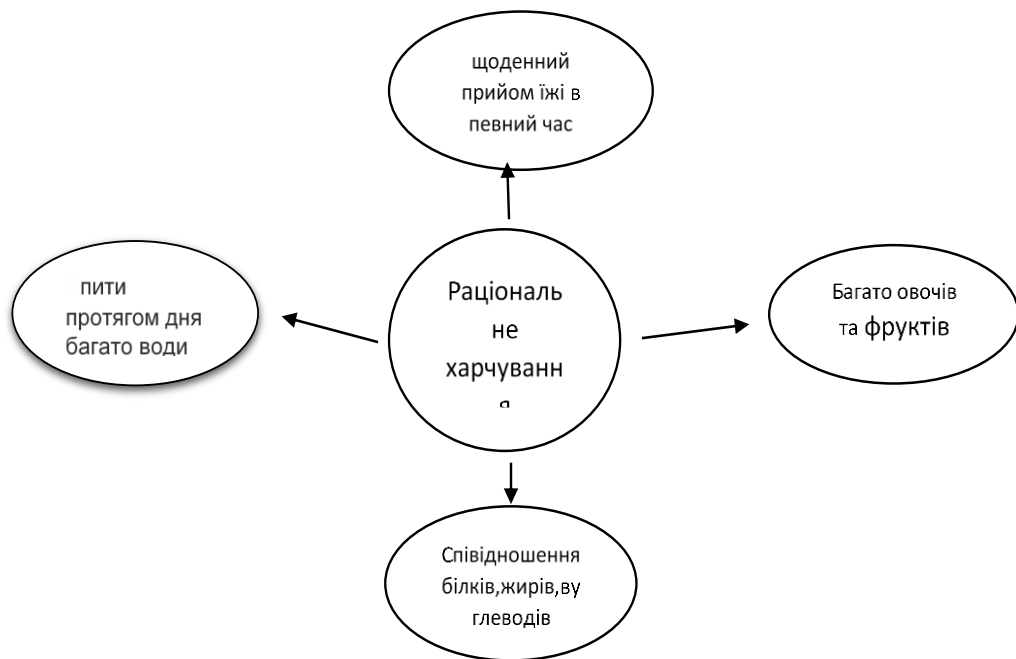 щоденний
прийом їжі в
певний час
пити
протягом дня
багато води
Раціональ
не
харчуванн
я
Багато овочів
та фруктів
Співідношення
білків,жирів,ву
глеводів